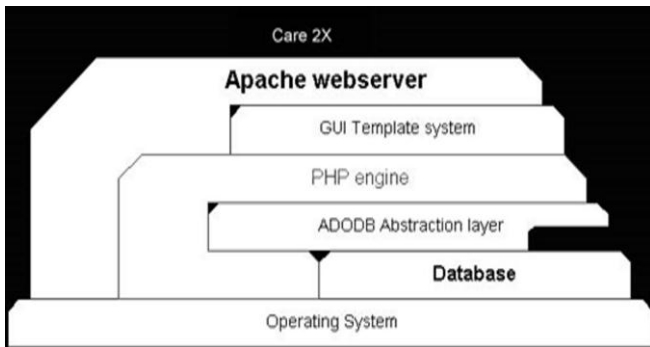 Care 2X
Apache webserver
GUI Template system
PHP engine
ADODB Abstraction layer
Database
Operating System